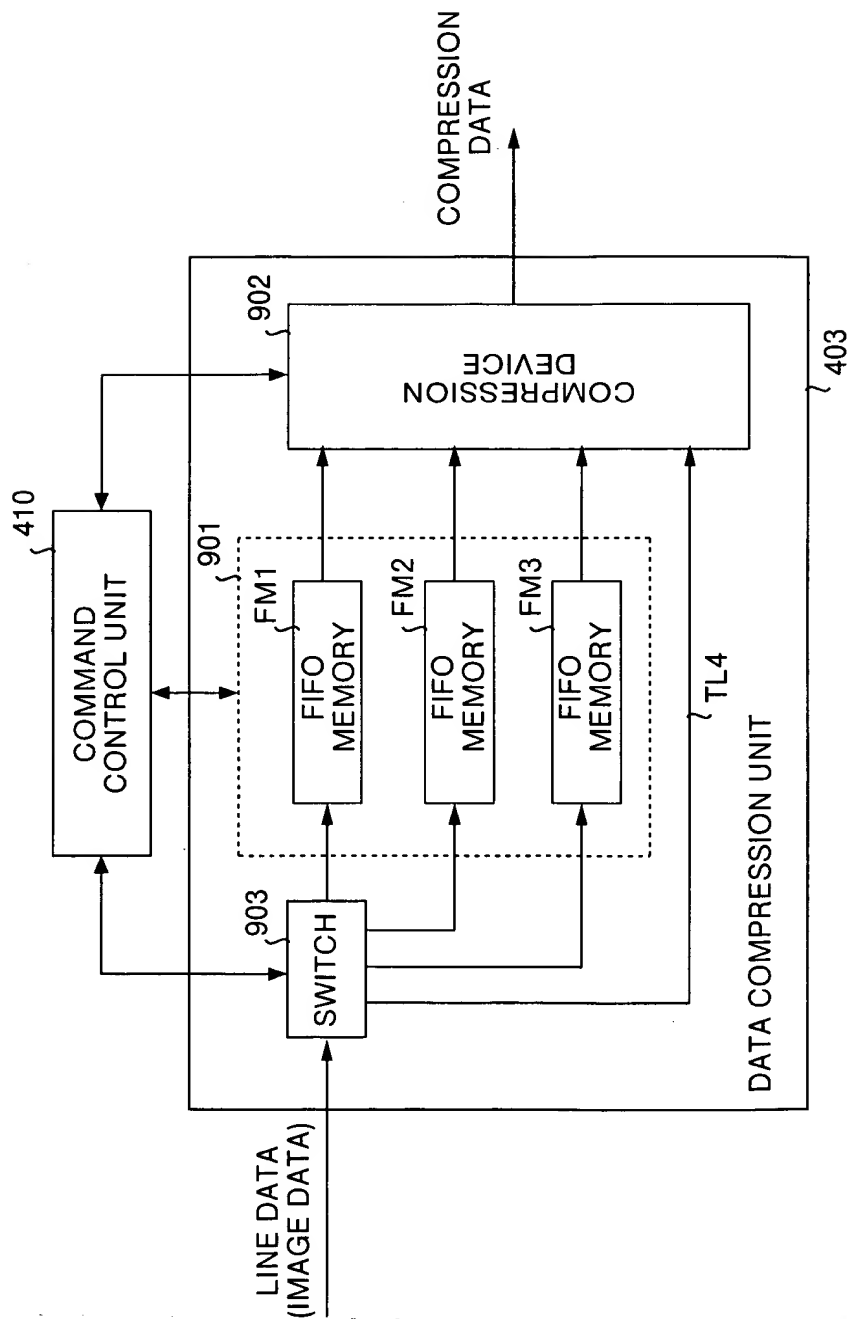 410
COMMAND
CONTROL UNIT
LINE DATA
(IMAGE DATA)
903
SWITCH
901
FM1
FIFO
MEMORY
FM2
FIFO
MEMORY
FM3
FIFO
MEMORY
TL4
902
COMPRESSION
DEVICE
COMPRESSION
DATA
DATA COMPRESSION UNIT
403